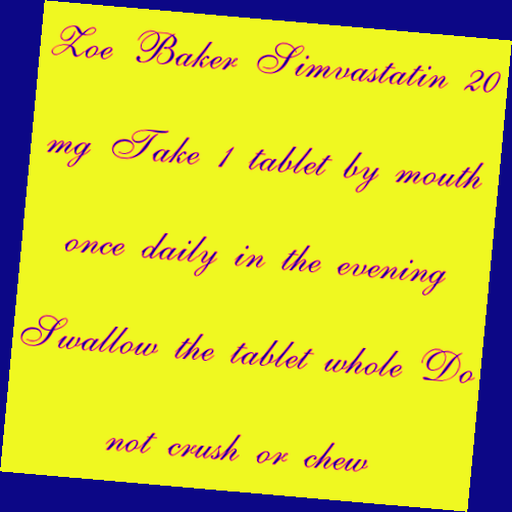 Zoe Baker Simvastatin 20
mg Take 1 tablet by mouth
once daily in the evening
Swallow the tablet whole Do
not crush or chew